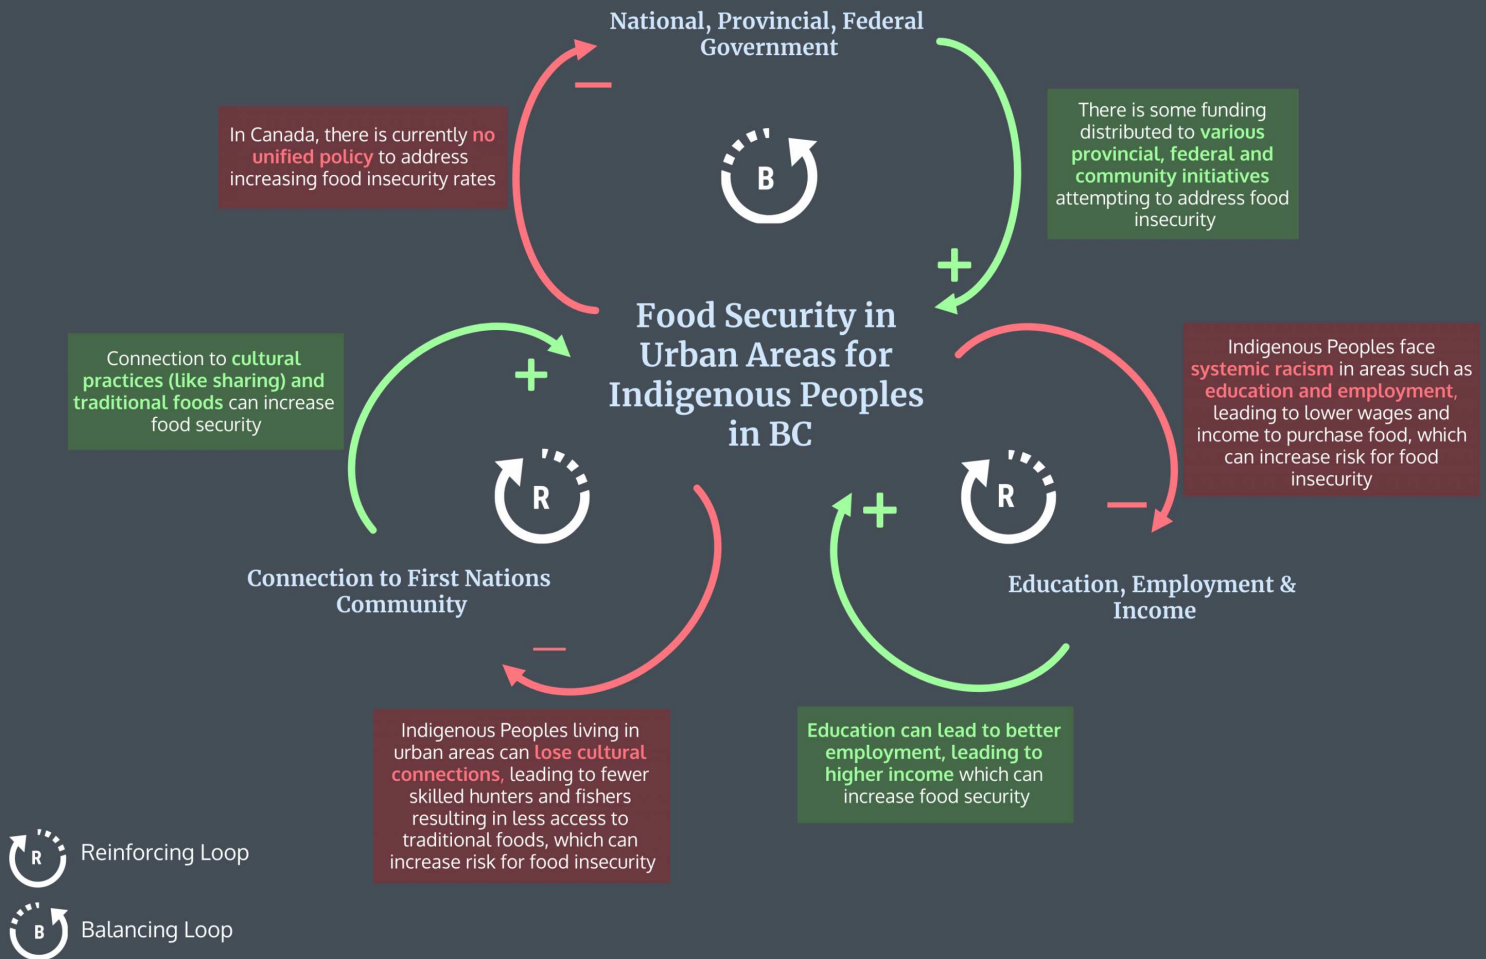 National, Provincial, Federal
Government
In Canada, there is currently no
unified policy to address
increasing food insecurity rates
B
There is some funding
distributed to various
provincial, federal and
community initiatives
attempting to address food
insecurity
Food Security in
Urban Areas for
Indigenous Peoples
in BC
Connection to cultural
practices (like sharing) and
traditional foods can increase
food security
Indigenous Peoples face
systemic racism in areas such as
education and employment,
leading to lower wages and
income to purchase food, which
can increase risk for food
insecurity
R
R
Connection to First Nations
Community
Education, Employment &
Income
Indigenous Peoples living in
urban areas can lose cultural
connections, leading to fewer
skilled hunters and fishers
resulting in less access to
traditional foods, which can
increase risk for food insecurity
Education can lead to better
employment, leading to
higher income which can
increase food security
R Reinforcing Loop
B Balancing Loop